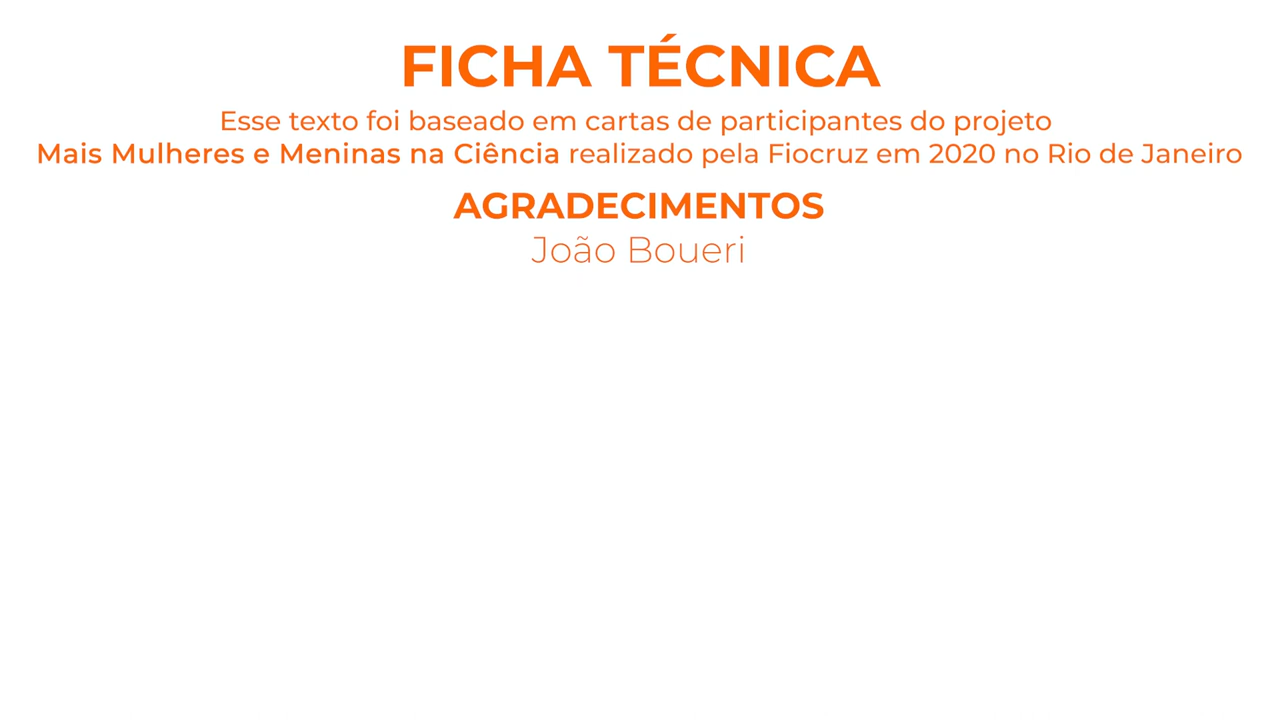 FICHA TÉCNICA
Esse texto foi baseado em cartas de participantes do projeto
Mais Mulheres e Meninas na Ciência realizado pela Fiocruz em 2020 no Rio de Janeiro
AGRADECIMENTOS
João Boueri